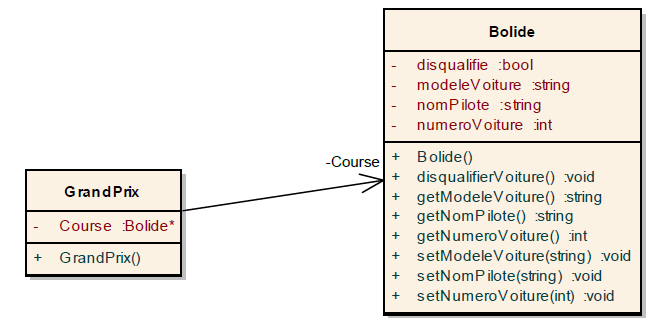 Bolide
- disqualifie :bool
- modeleVoiture :string
- nomPilote :string
- numeroVoiture :int
+ Bolide()
+ disqualifierVoiture() :void
+ getModeleVoiture() :string
+ getNomPilote() :string
+ getNumeroVoiture() :int
+ setModeleVoiture(string) :void
+ setNomPilote(string) :void
+ setNumeroVoiture(int) :void
-Course
GrandPrix
- Course :Bolide*
+ GrandPrix()